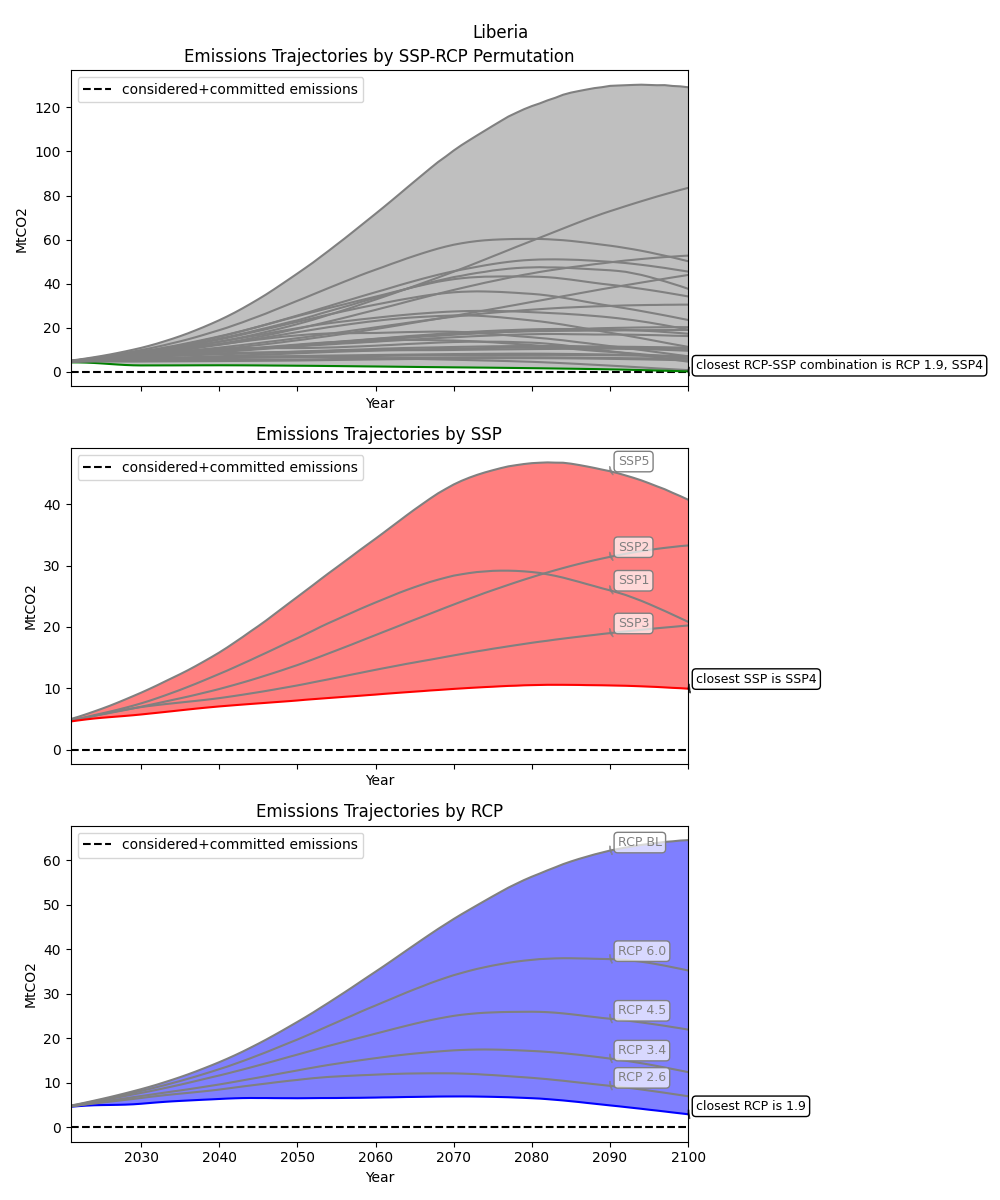 Liberia
Emissions Trajectories by SSP-RCP Permutation
considered+committed emissions
120
100
80
60
40
20
0
MtCO2
closest RCP-SSP combination is RCP 1.9, SSP4
Year
Emissions Trajectories by SSP
considered+committed emissions
SSP5
40
SSP2
30
SSP1
SSP3
20
10
0
MtCO2
closest SSP is SSP4
Year
Emissions Trajectories by RCP
considered+committed emissions
RCP BL
60
50
RCP 6.0
40
30
RCP 4.5
20
RCP 3.4
RCP 2.6
10
0
MtCO2
closest RCP is 1.9
2030 2040 2050 2060 2070 2080 2090 2100
Year